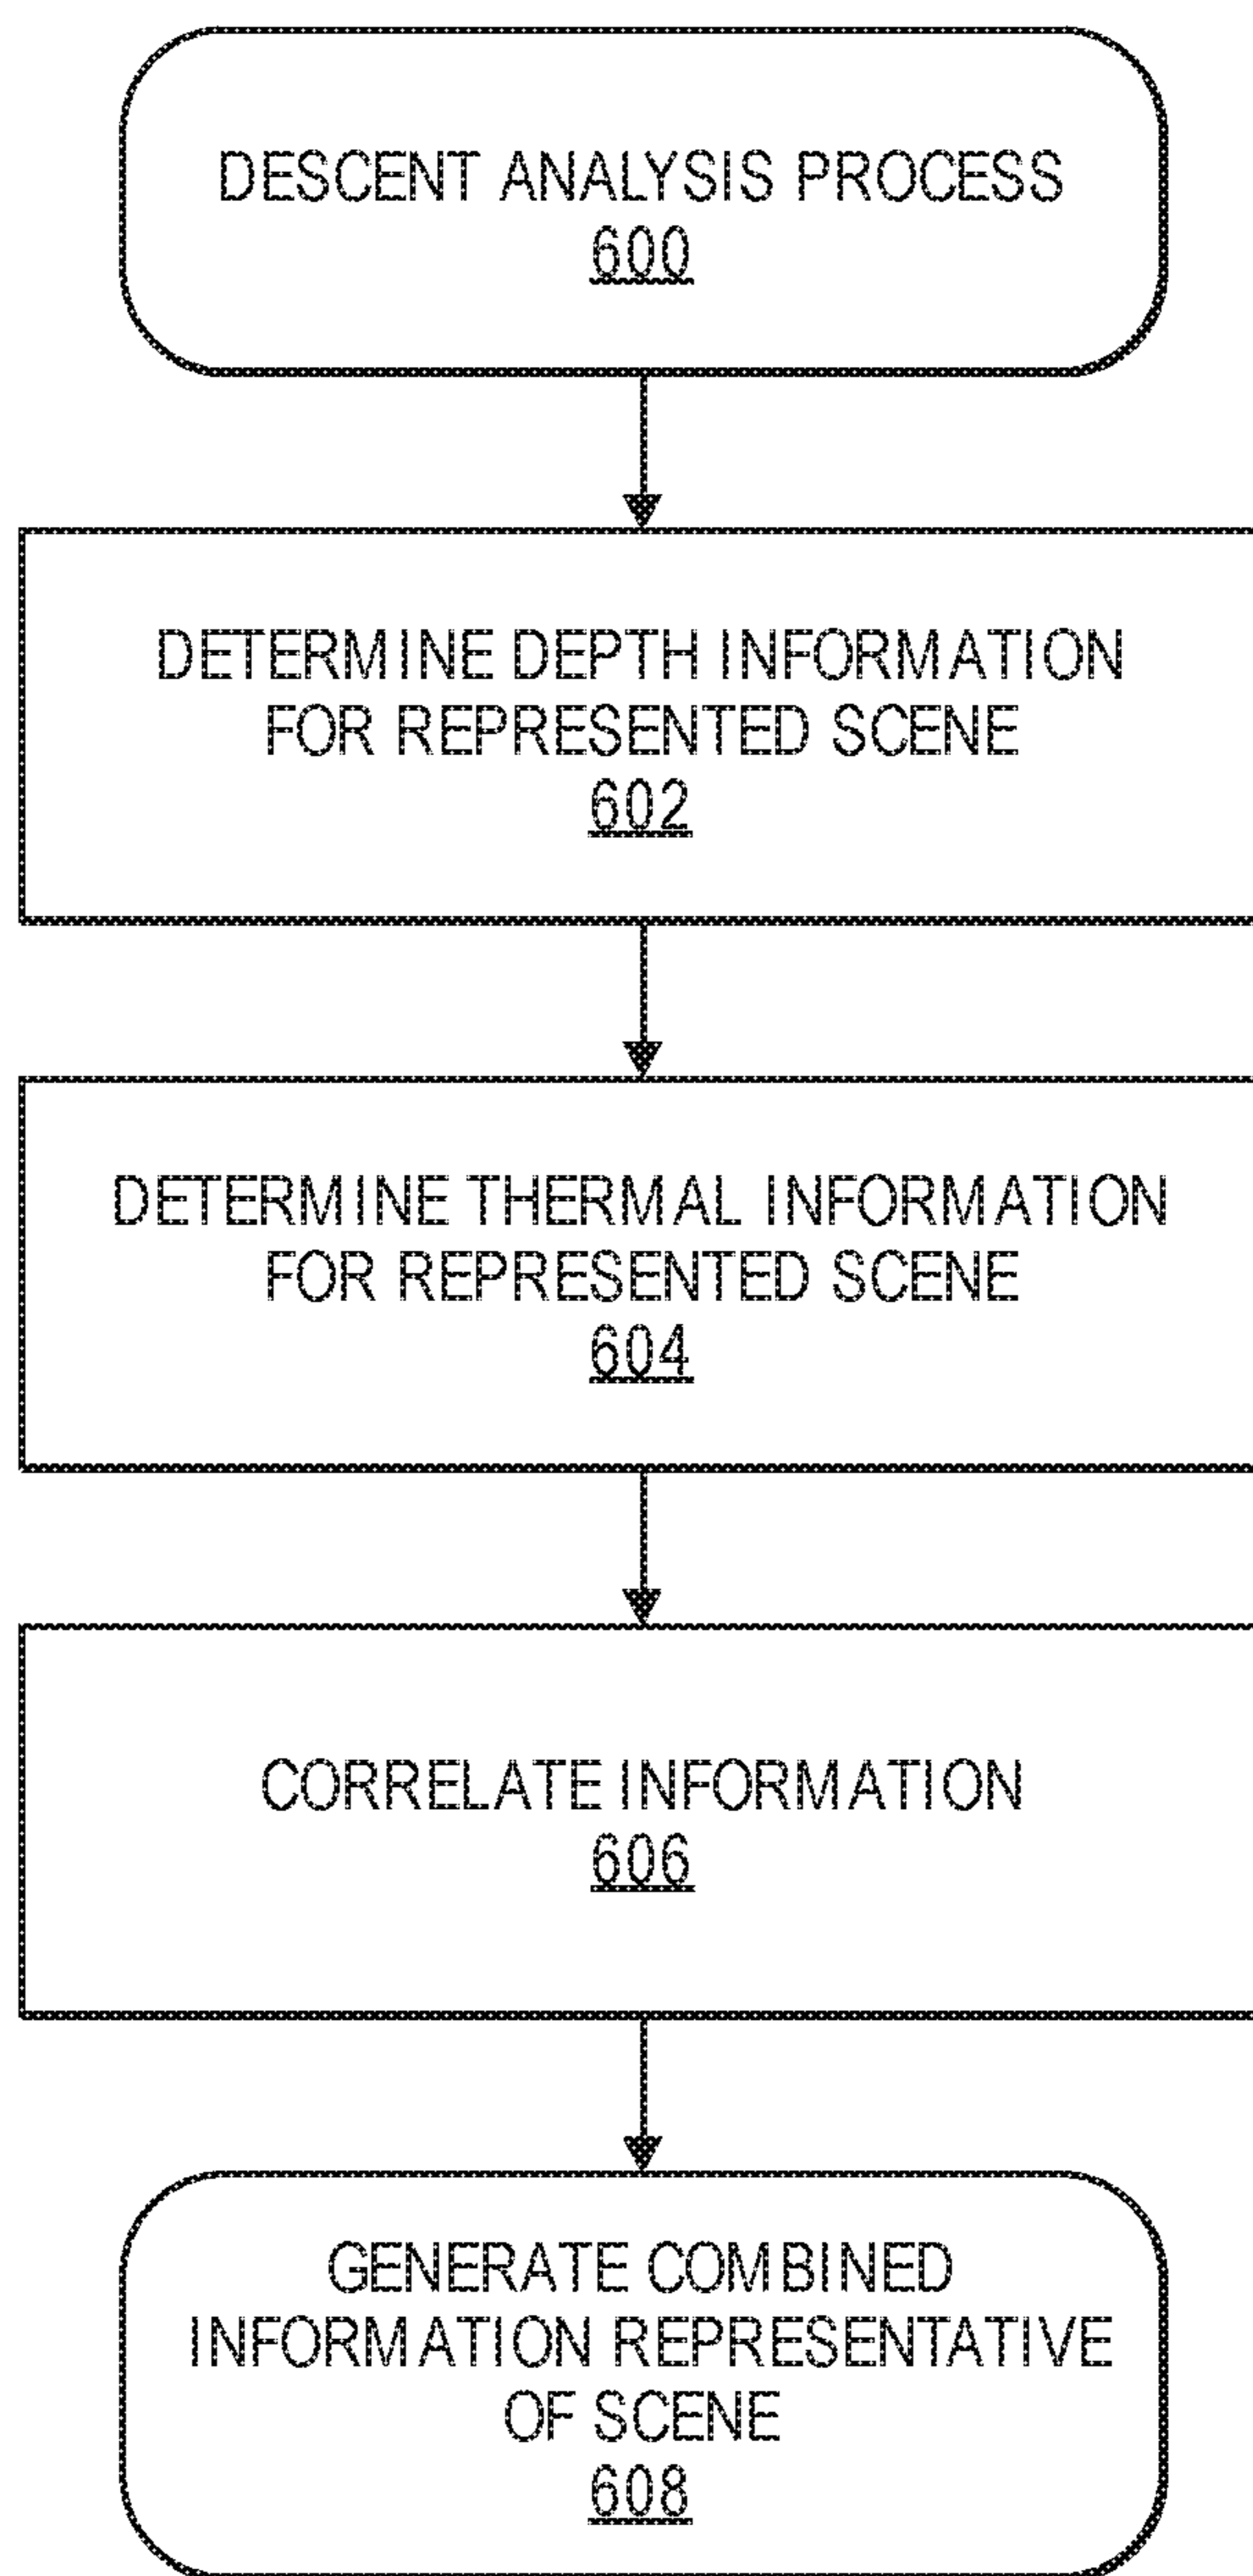 DESCENT ANALYSIS PROCESS
600
DETERMINE DEPTH INFORMATION
FOR REPRESENTED SCENE
602
DETERMINE THERMAL INFORMATION
FOR REPRESENTED SCENE
604
CORRELATE INFORMATION
606
GENERATE COMBINED
INFORMATION REPRESENTATIVE
OF SCENE
608